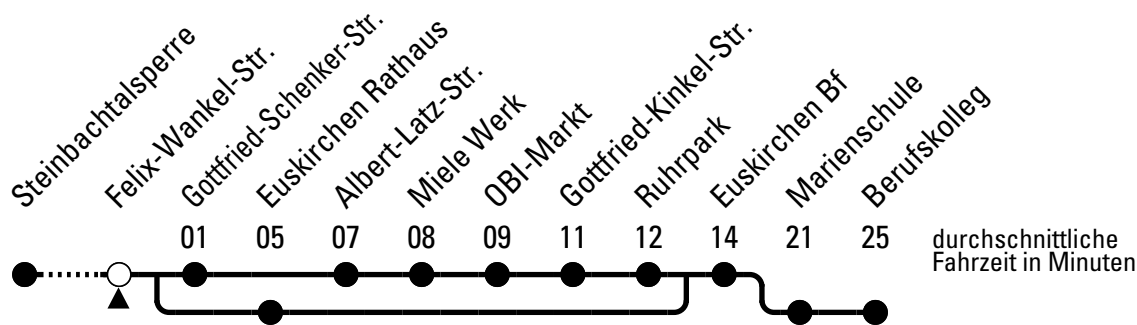 Steinbachtalsperre
Felix-Wankel-Str.
Gottfried-Schenker-Str.
Euskirchen Rathaus
Albert-Latz-Str.
Miele Werk
OBI-Markt
Gottfried-Kinkel-Str.
Ruhrpark
Euskirchen Bf
Marienschule
Berufskolleg
01 05 07 08 09 11 12 14 21 25
durchschnittliche
Fahrzeit in Minuten